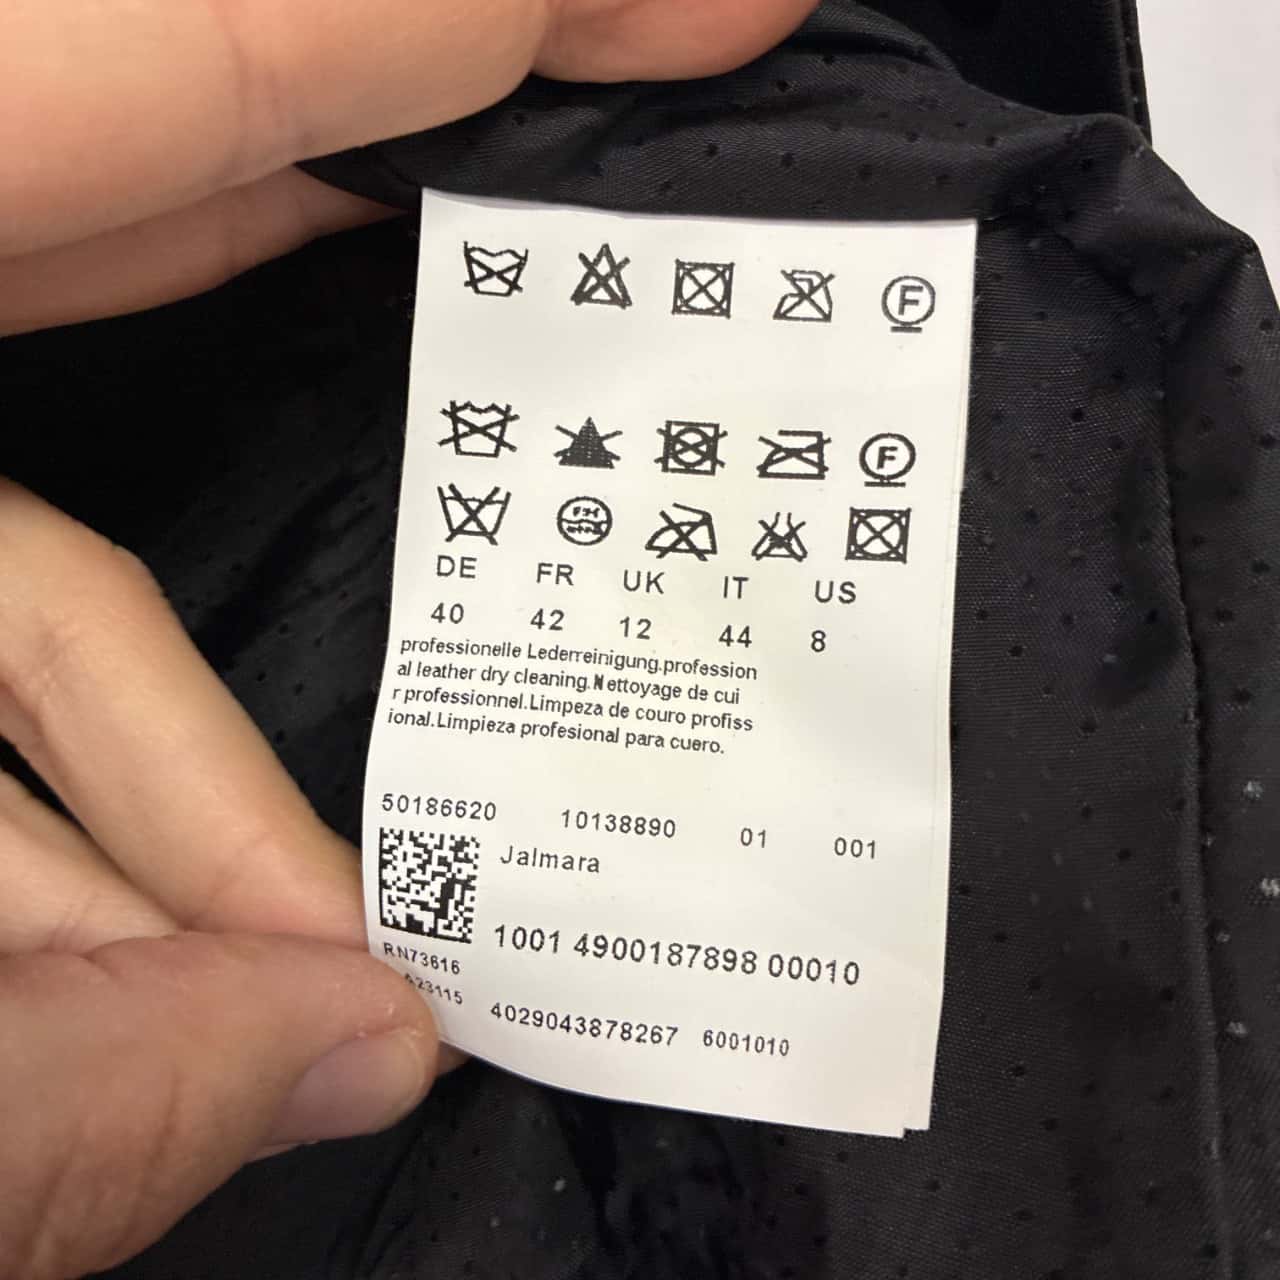 F
F
DE FR UK IT US
40 42 12 44 8
professionelle Lederreinigung.profession
al leather dry cleaning.Nettoyage de cui
r professionnel.Limpeza de couro profiss
ional.Limpieza profesional para cuero.
50186620 10138890 01 001
Jalmara
1001 4900187898 00010
RN73616
23115
4029043878267 6001010